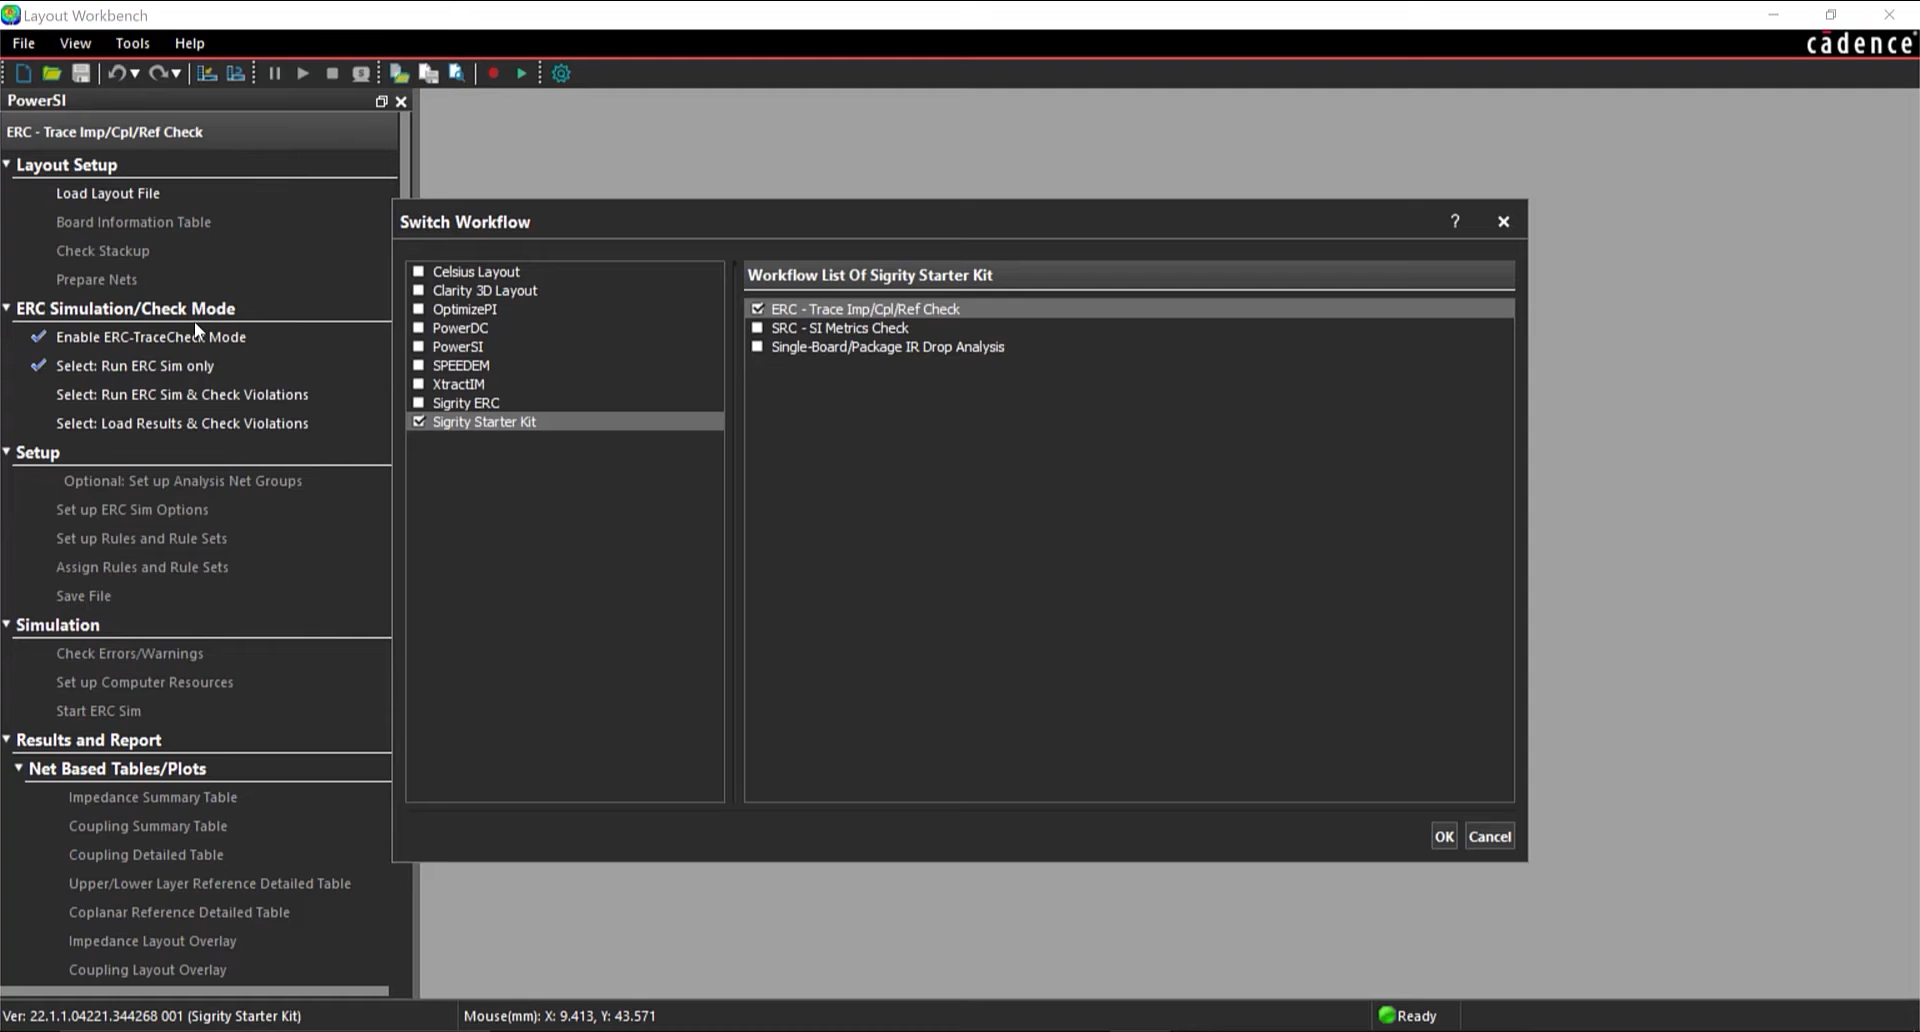 Layout Workbench
File View Tools Help
cādence
PowerSI
ERC - Trace Imp/Cpl/Ref Check
Layout Setup
Load Layout File
Board Information Table
Check Stackup
Prepare Nets
ERC Simulation/Check Mode
Enable ERC-TraceCheck Mode
Select: Run ERC Sim only
Select: Run ERC Sim & Check Violations
Select: Load Results & Check Violations
Setup
Optional: Set up Analysis Net Groups
Set up ERC Sim Options
Set up Rules and Rule Sets
Assign Rules and Rule Sets
Save File
Simulation
Check Errors/Warnings
Set up Computer Resources
Start ERC Sim
Results and Report
Net Based Tables/Plots
Impedance Summary Table
Coupling Summary Table
Coupling Detailed Table
Upper/Lower Layer Reference Detailed Table
Coplanar Reference Detailed Table
Impedance Layout Overlay
Coupling Layout Overlay
Switch Workflow
?
Celsius Layout
Clarity 3D Layout
OptimizePI
PowerDC
PowerSI
SPEEDEM
XtractIM
Sigrity ERC
Sigrity Starter Kit
Workflow List Of Sigrity Starter Kit
ERC - Trace Imp/Cpl/Ref Check
SRC - SI Metrics Check
Single-Board/Package IR Drop Analysis
OK Cancel
Ver: 22.1.1.04221.344268 001 (Sigrity Starter Kit)
Mouse(mm): X: 9.413, Y: 43.571
Ready